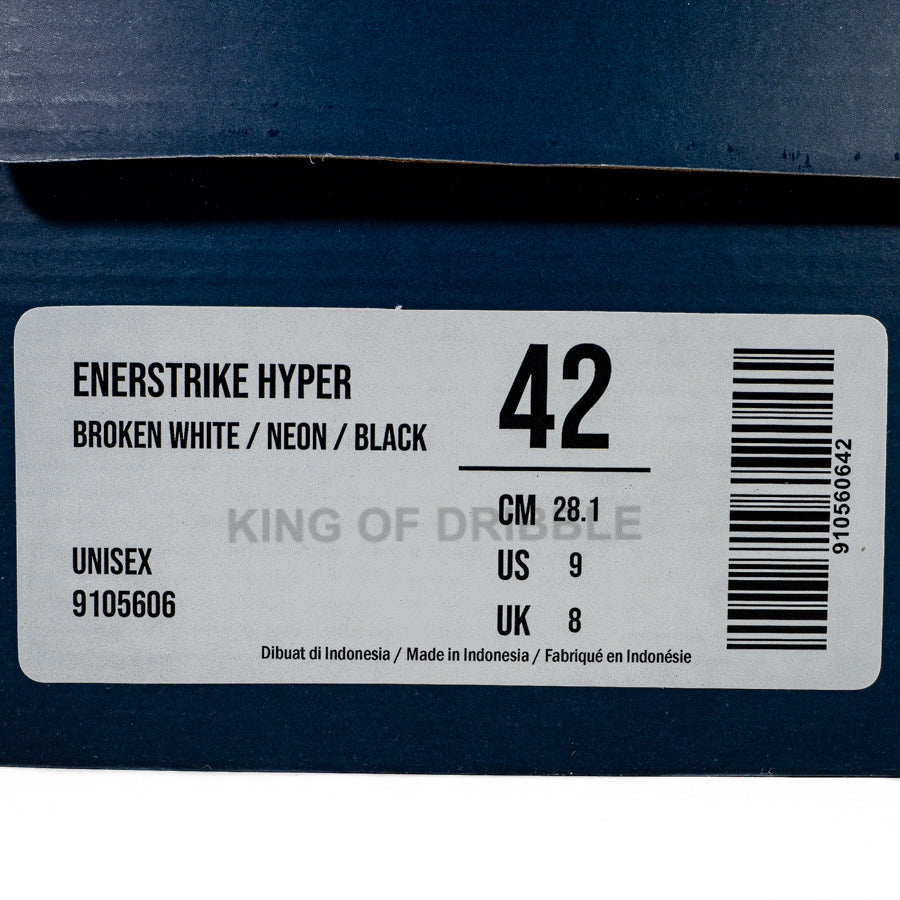 ENERSTRIKE HYPER
BROKEN WHITE / NEON / BLACK
42
KING OF DRIBBLE
CM 28.1
US 9
UK 8
UNISEX
9105606
Dibuat di Indonesia / Made in Indonesia / Fabriqué en Indonésie
910560642